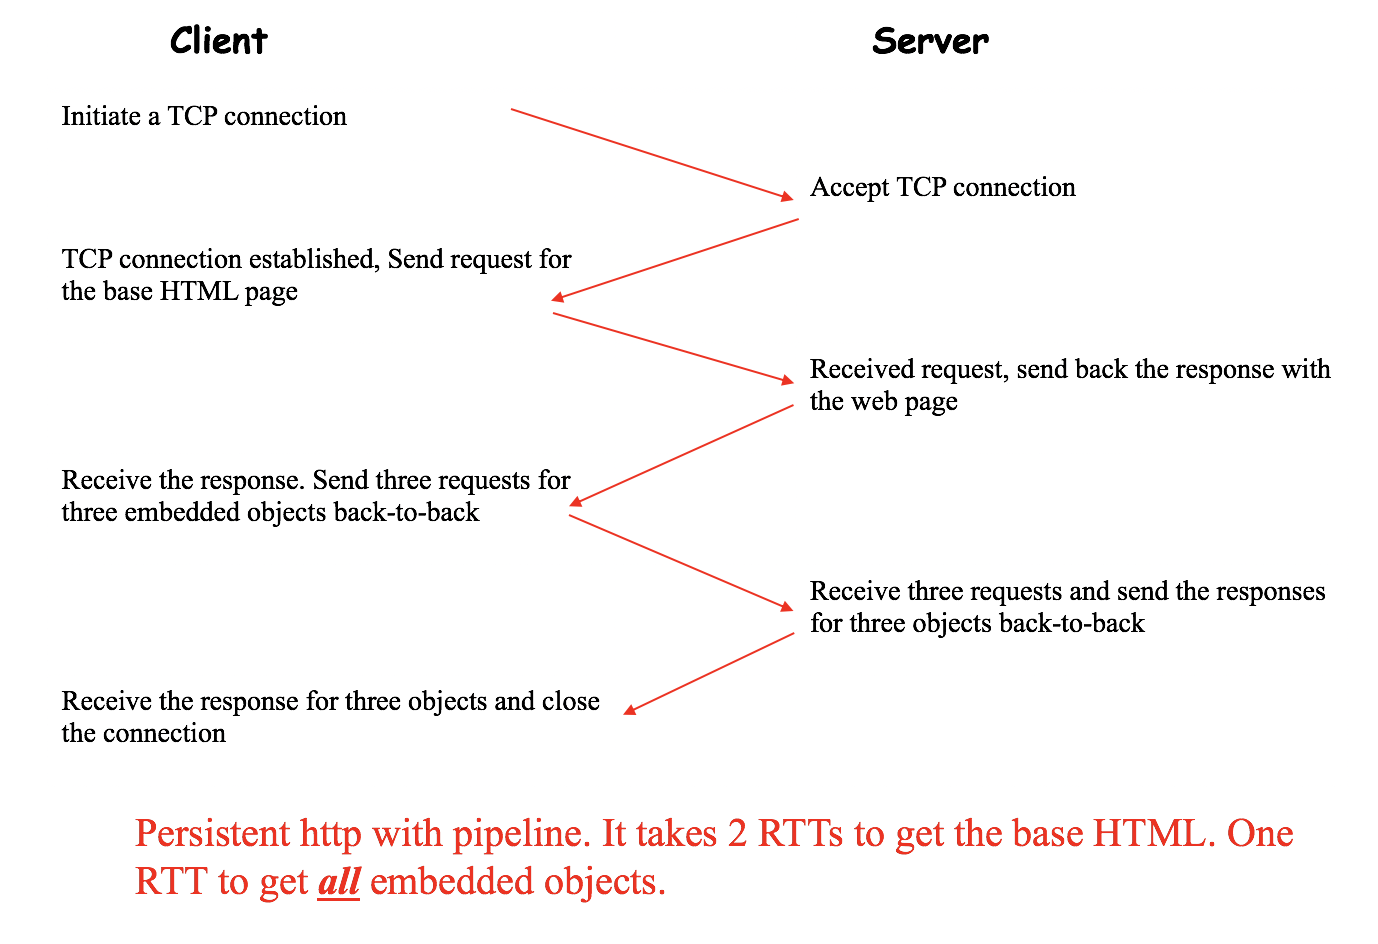 Client
Server
Initiate a TCP connection
Accept TCP connection
TCP connection established, Send request for
the base HTML page
Received request, send back the response with
the web page
Receive the response. Send three requests for
three embedded objects back-to-back
Receive three requests and send the responses
for three objects back-to-back
Receive the response for three objects and close
the connection
Persistent http with pipeline. It takes 2 RTTs to get the base HTML. One
RTT to get all embedded objects.